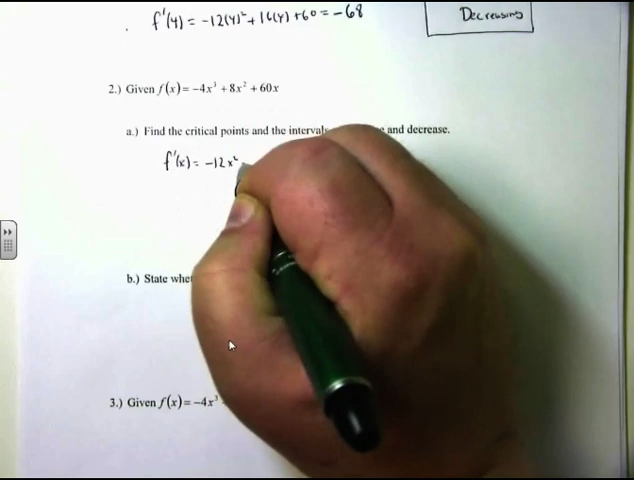 f'(4) = -12(4)² + 16(4) + 60 = -68
Decreasing
2.) Given f(x) = -4x³ + 8x² + 60x
a.) Find the critical points and the intervals and decrease.
f'(x) = -12x²
b.) State
3.) Given f(x) = -4x³